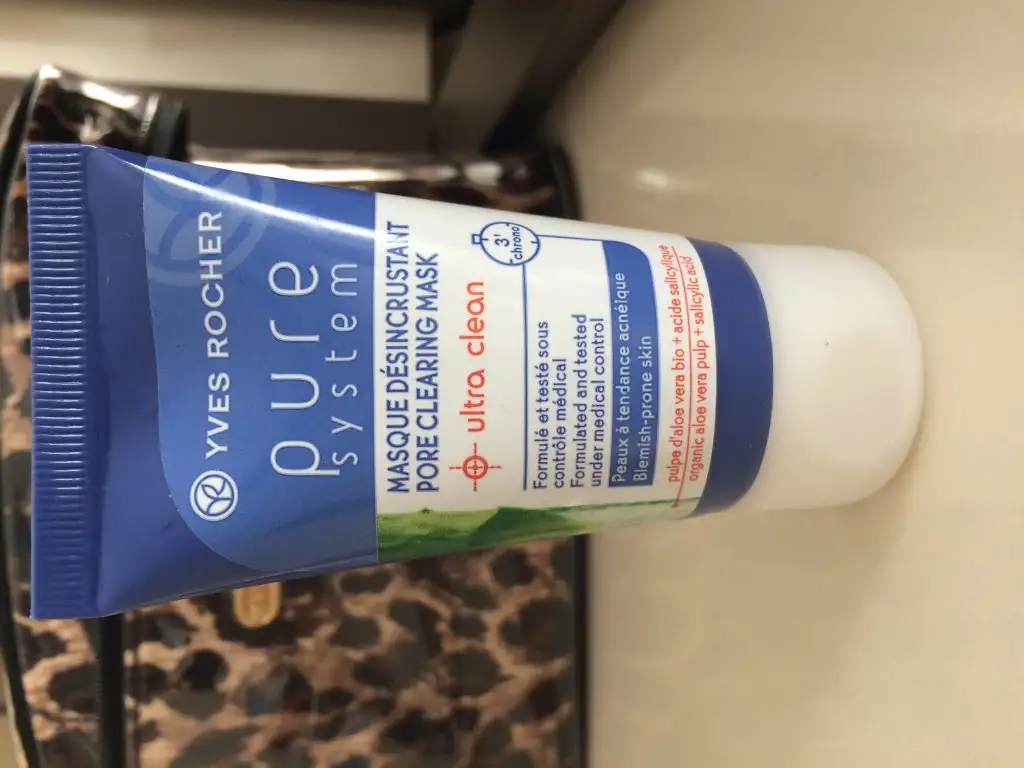 YVES ROCHER
pure
system
MASQUE DÉSINCRUSTANT
PORE CLEARING MASK
ultra clean
3'
chrono
Formulé et testé sous
contrôle médical
Formulated and tested
under medical control
Peaux à tendance acnéique
Blemish-prone skin
pulpe d'aloe vera bio + acide salicylique
organic aloe vera pulp + salicylic acid